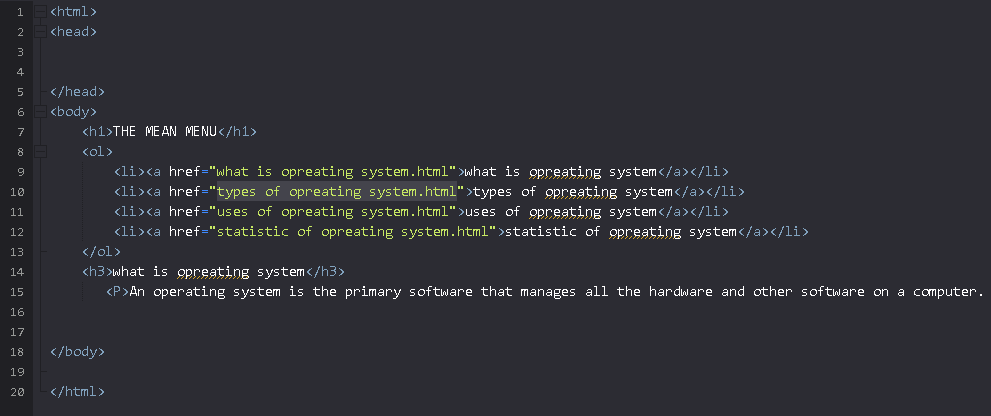 1 <html>
2 <head>
3
4
5 </head>
6 <body>
7 <h1>THE MEAN MENU</h1>
8 <ol>
9 <li><a href="what is opreating system.html">what is opreating system</a></li>
10 <li><a href="types of opreating system.html">types of opreating system</a></li>
11 <li><a href="uses of opreating system.html">uses of opreating system</a></li>
12 <li><a href="statistic of opreating system.html">statistic of opreating system</a></li>
13 </ol>
14 <h3>what is opreating system</h3>
15 <P>An operating system is the primary software that manages all the hardware and other software on a computer.
16
17
18 </body>
19
20 </html>